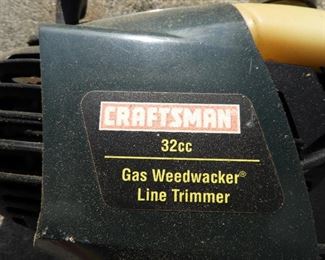 CRAFTSMAN
32cc
Gas Weedwacker®
Line Trimmer